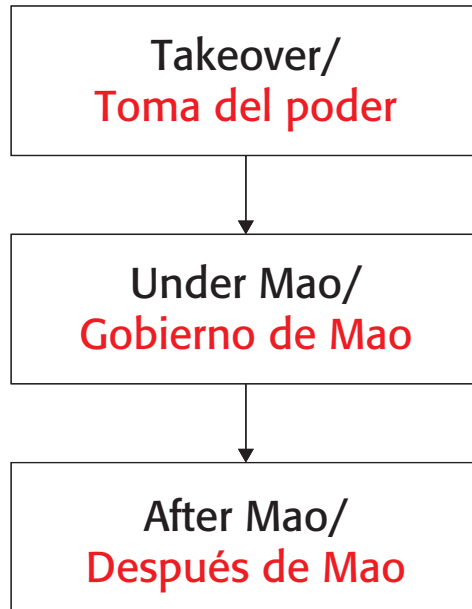 Takeover/
Toma del poder
Under Mao/
Gobierno de Mao
After Mao/
Después de Mao